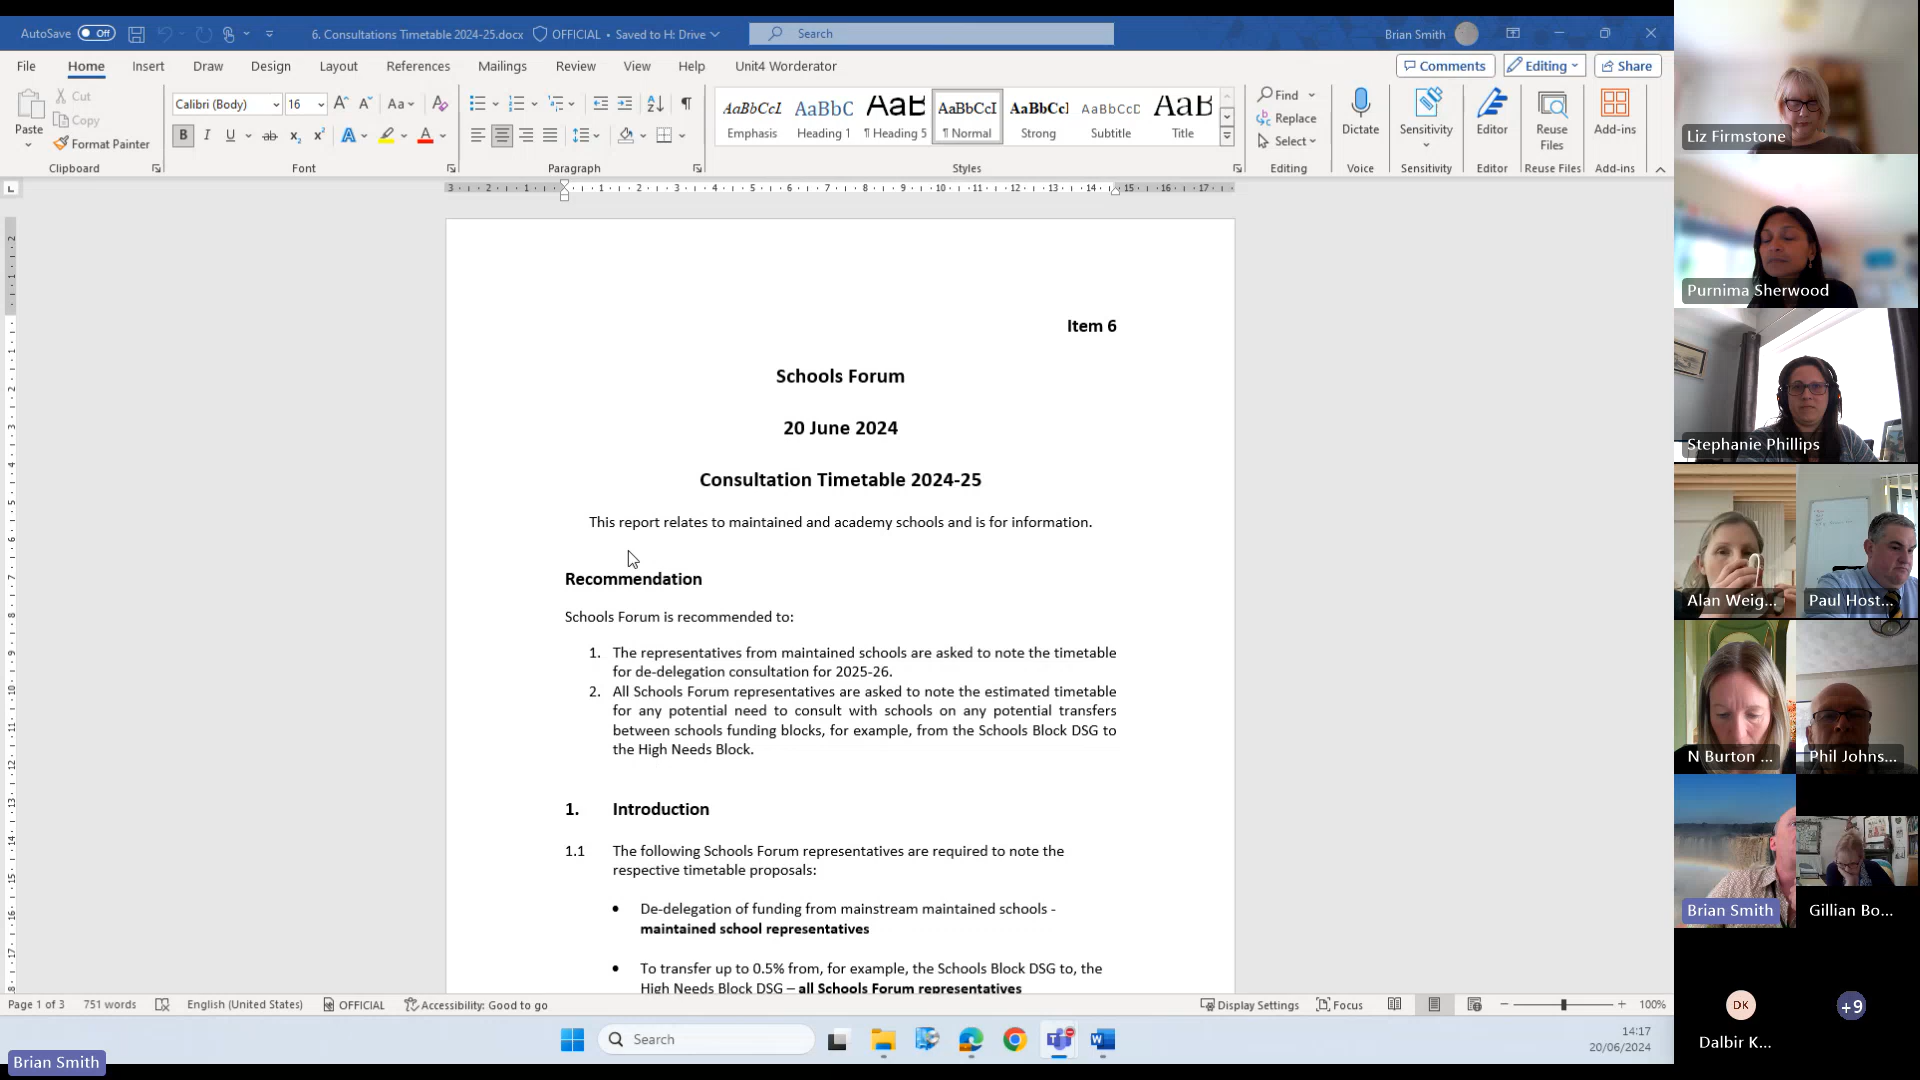 AutoSave Off 6. Consultations Timetable 2024-25.docx OFFICIAL • Saved to H: Drive Search Brian Smith
File Home Insert Draw Design Layout References Mailings Review View Help Unit4 Worderator Comments Editing Share
Paste
Cut
Copy
Format Painter
Clipboard
Calibri (Body) 16
Font
Paragraph
AaBbCcL AaBbC AaB AaBbCcI AaBbCcl AaBbCcD AaB
Emphasis Heading 1 ¶ Heading 5 ¶ Normal Strong Subtitle Title
Styles
Find
Replace
Select
Editing
Dictate
Voice
Sensitivity
Sensitivity
Editor
Editor
Reuse
Files
Reuse Files
Add-ins
Add-ins
Item 6
Schools Forum
20 June 2024
Consultation Timetable 2024-25
This report relates to maintained and academy schools and is for information.
Recommendation
Schools Forum is recommended to:
1. The representatives from maintained schools are asked to note the timetable
for de-delegation consultation for 2025-26.
2. All Schools Forum representatives are asked to note the estimated timetable
for any potential need to consult with schools on any potential transfers
between schools funding blocks, for example, from the Schools Block DSG to
the High Needs Block.
1. Introduction
1.1 The following Schools Forum representatives are required to note the
respective timetable proposals:
• De-delegation of funding from mainstream maintained schools -
maintained school representatives
• To transfer up to 0.5% from, for example, the Schools Block DSG to, the
High Needs Block DSG – all Schools Forum representatives
Page 1 of 3 751 words English (United States) OFFICIAL Accessibility: Good to go Display Settings Focus 100%
Search
14:17
20/06/2024
Brian Smith
Liz Firmstone
Purnima Sherwood
Stephanie Phillips
Alan Weig... Paul Host...
N Burton ... Phil Johns...
Brian Smith Gillian Bo...
DK +9
Dalbir K...